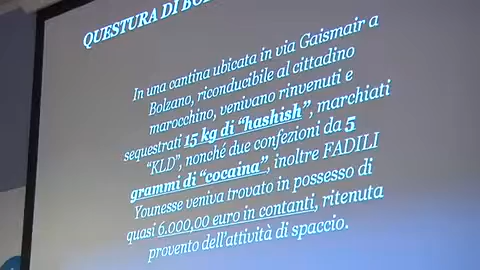 QUESTURA DI BOL
In una cantina ubicata in via Gaismair a
Bolzano, riconducibile al cittadino
marocchino, venivano rinvenuti e
sequestrati 15 kg di “hashish”, marchiati
“KLD”, nonché due confezioni da 5
grammi di “cocaina”, inoltre FADILI
Younesse veniva trovato in possesso di
quasi 6.000,00 euro in contanti, ritenuta
provento dell’attività di spaccio.